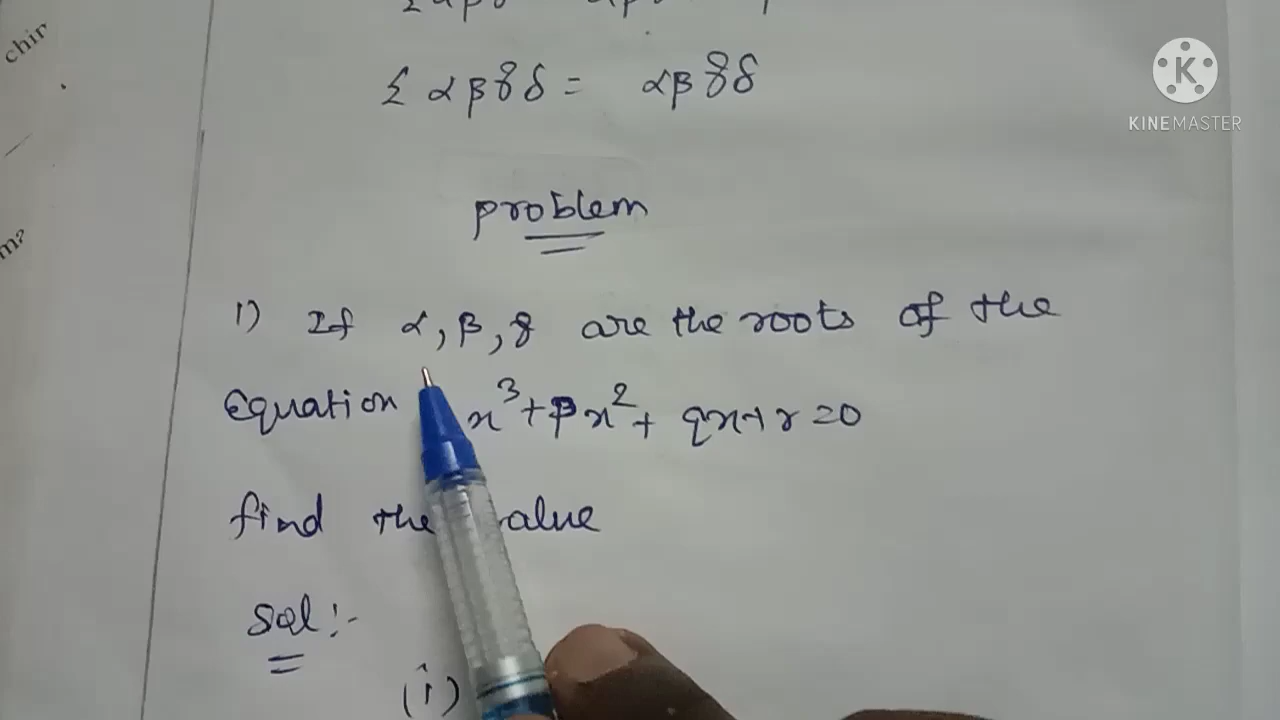 chir
Σ αβγδ = αβγδ
KINEMASTER
problem
m?
1) If α, β, γ are the roots of the
Equation x³ + px² + qx + r = 0
find the value
Sol :-
(i)